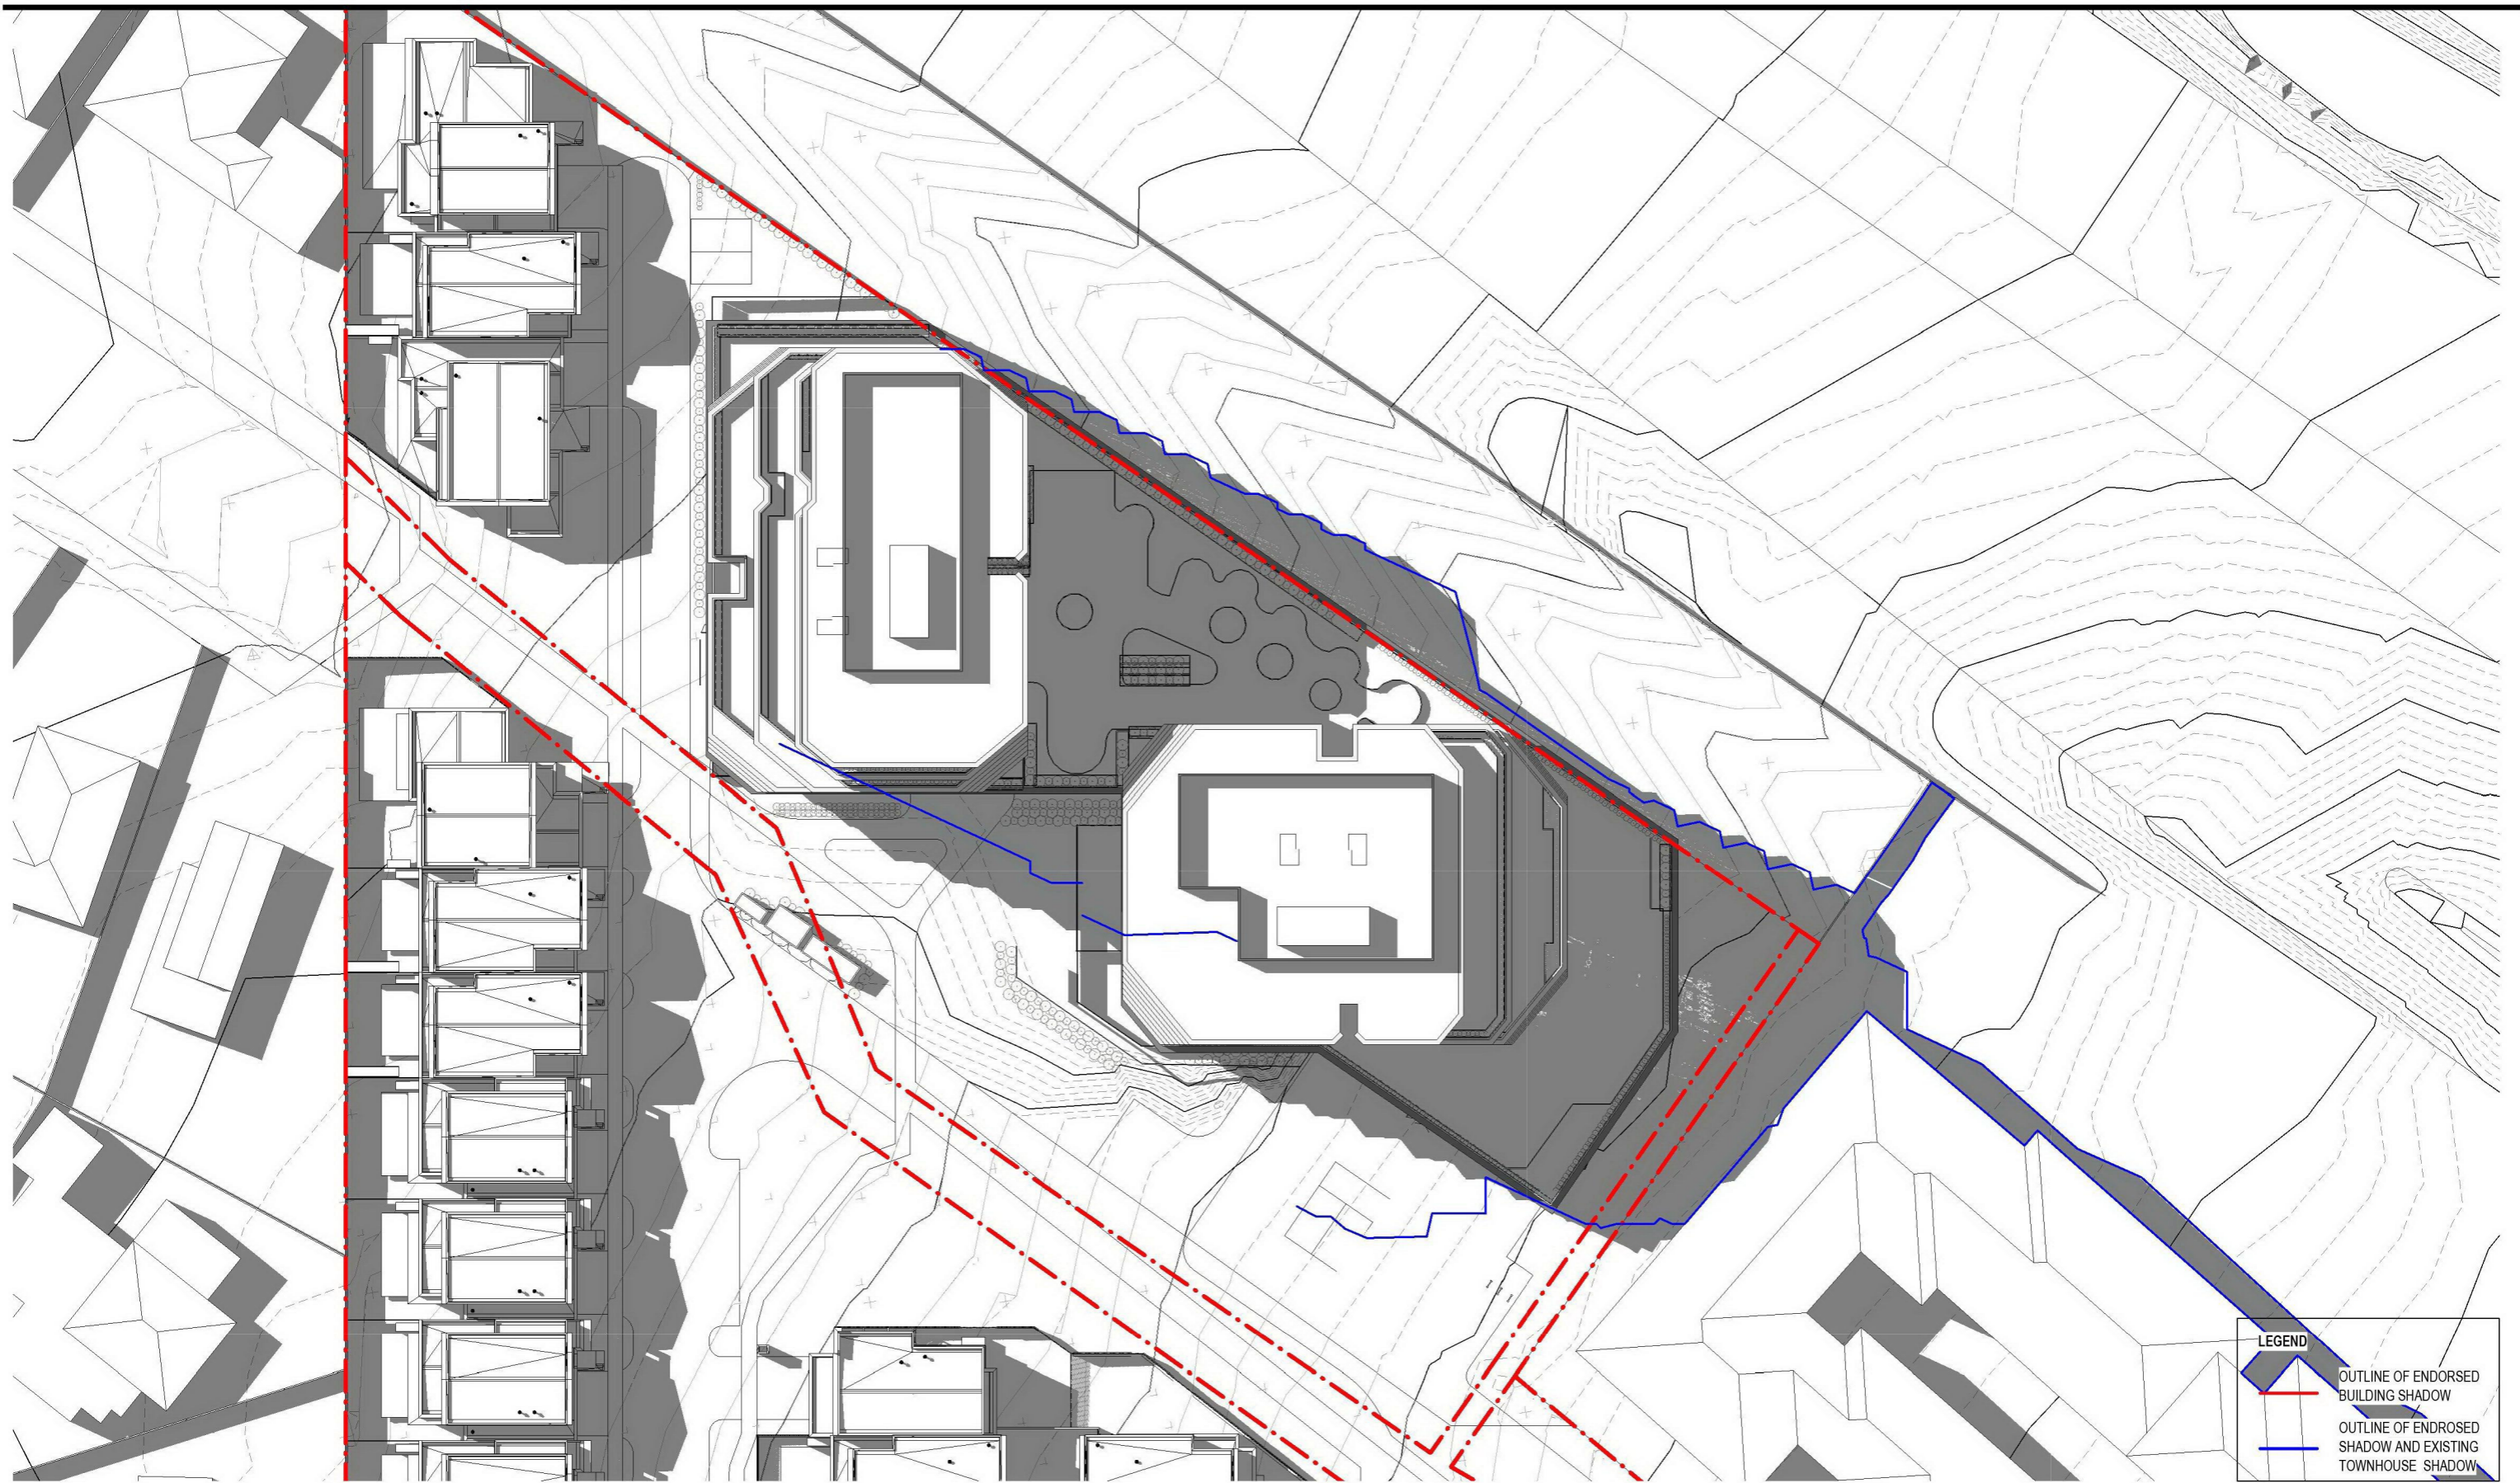 LEGEND
OUTLINE OF ENDORSED
BUILDING SHADOW
OUTLINE OF ENDROSED
SHADOW AND EXISTING
TOWNHOUSE SHADOW